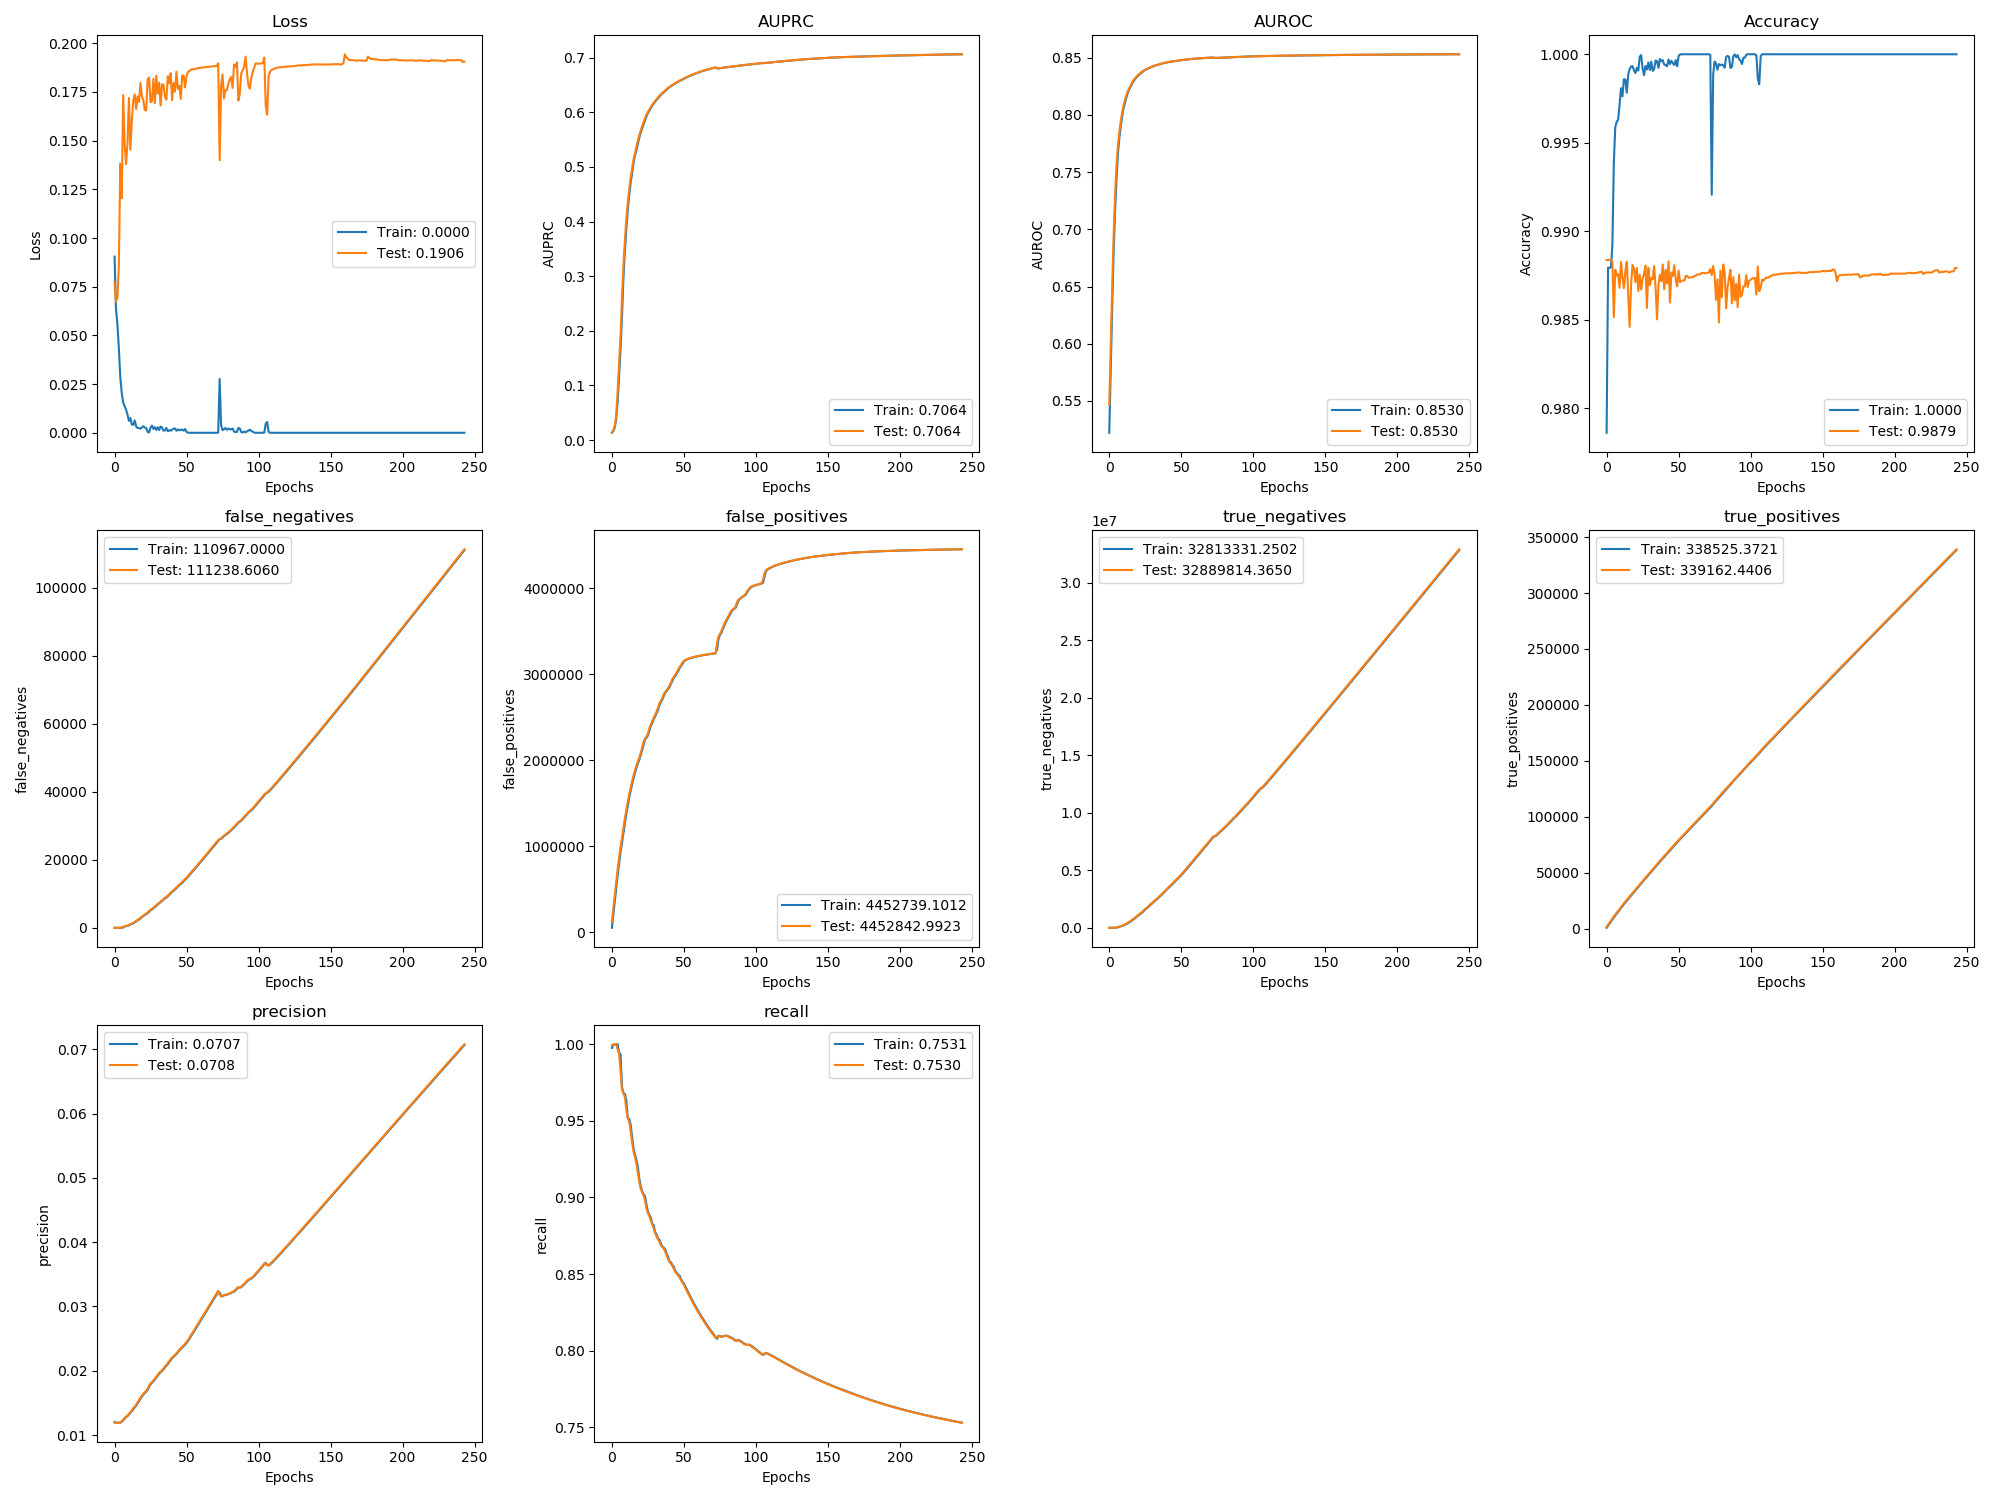 Loss
0.200
0.175
0.150
0.125
0.100
0.075
0.050
0.025
0.000
Loss
Train: 0.0000
Test: 0.1906
0
50
100
150
200
250
Epochs
AUPRC
0.7
0.6
0.5
0.4
0.3
0.2
0.1
0.0
AUPRC
Train: 0.7064
Test: 0.7064
0
50
100
150
200
250
Epochs
AUROC
0.85
0.80
0.75
0.70
0.65
0.60
0.55
AUROC
Train: 0.8530
Test: 0.8530
0
50
100
150
200
250
Epochs
Accuracy
1.000
0.995
0.990
0.985
0.980
Accuracy
Train: 1.0000
Test: 0.9879
0
50
100
150
200
250
Epochs
false_negatives
100000
80000
60000
40000
20000
0
false_negatives
Train: 110967.0000
Test: 111238.6060
0
50
100
150
200
250
Epochs
false_positives
4000000
3000000
2000000
1000000
0
false_positives
Train: 4452739.1012
Test: 4452842.9923
0
50
100
150
200
250
Epochs
true_negatives
1e7
3.0
2.5
2.0
1.5
1.0
0.5
0.0
true_negatives
Train: 32813331.2502
Test: 32889814.3650
0
50
100
150
200
250
Epochs
true_positives
350000
300000
250000
200000
150000
100000
50000
0
true_positives
Train: 338525.3721
Test: 339162.4406
0
50
100
150
200
250
Epochs
precision
0.07
0.06
0.05
0.04
0.03
0.02
0.01
precision
Train: 0.0707
Test: 0.0708
0
50
100
150
200
250
Epochs
recall
1.00
0.95
0.90
0.85
0.80
0.75
recall
Train: 0.7531
Test: 0.7530
0
50
100
150
200
250
Epochs